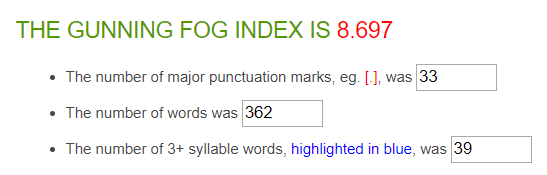 THE GUNNING FOG INDEX IS 8.697
• The number of major punctuation marks, eg. [.], was 33
• The number of words was 362
• The number of 3+ syllable words, highlighted in blue, was 39